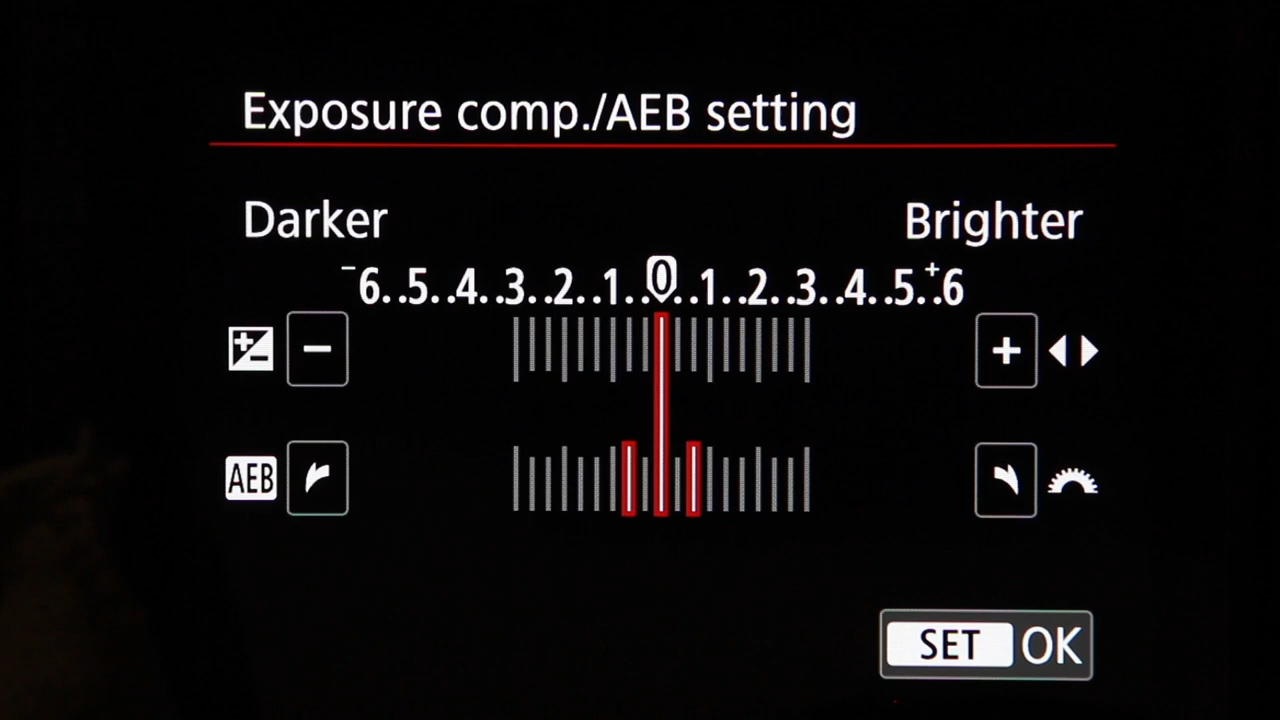 Exposure comp./AEB setting
Darker Brighter
-6..5..4..3..2..1..0..1..2..3..4..5..+6
− +
AEB
SET OK